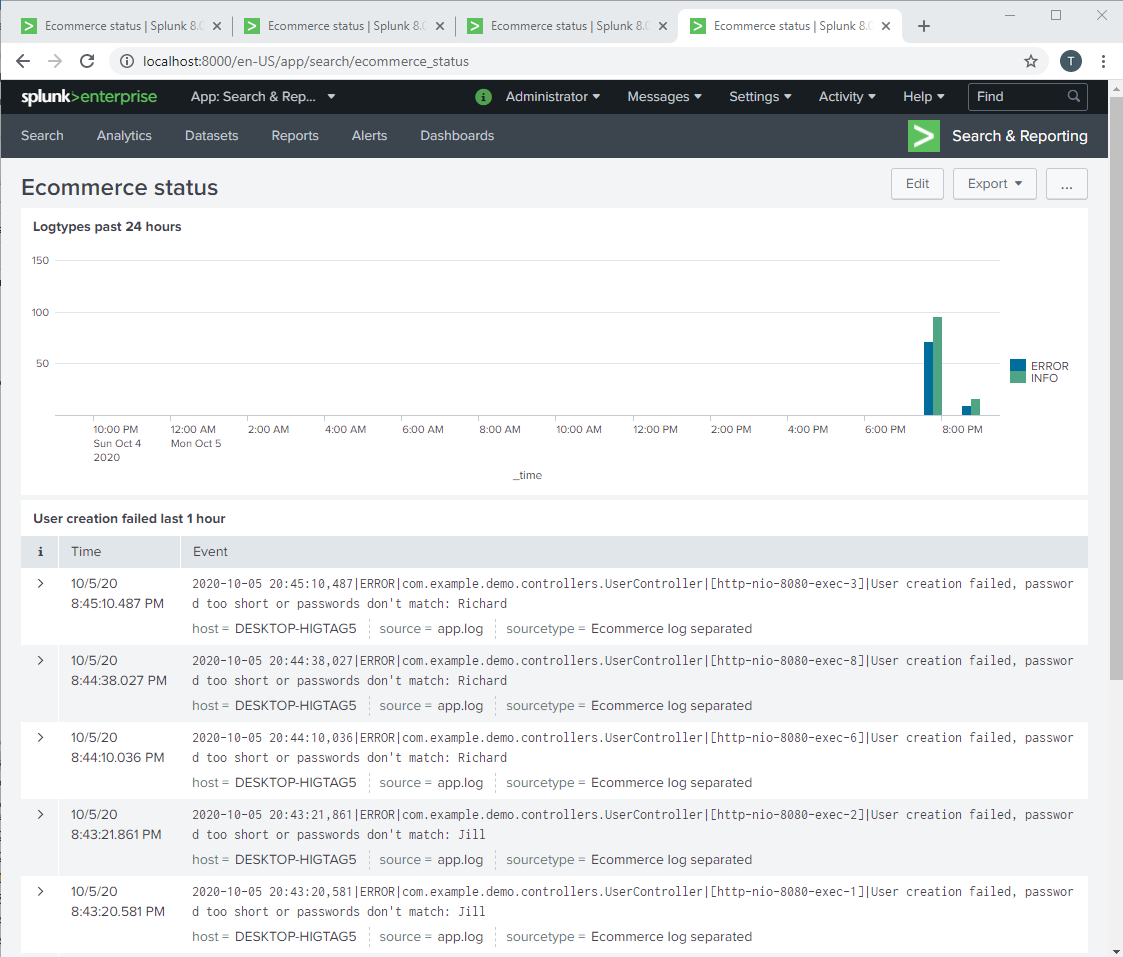 Ecommerce status | Splunk 8.0 Ecommerce status | Splunk 8.0 Ecommerce status | Splunk 8.0 Ecommerce status | Splunk 8.0
localhost:8000/en-US/app/search/ecommerce_status T
splunk>enterprise App: Search & Rep... i Administrator Messages Settings Activity Help Find
Search Analytics Datasets Reports Alerts Dashboards Search & Reporting
Ecommerce status Edit Export ...
Logtypes past 24 hours
150
100
50
ERROR
INFO
10:00 PM 12:00 AM 2:00 AM 4:00 AM 6:00 AM 8:00 AM 10:00 AM 12:00 PM 2:00 PM 4:00 PM 6:00 PM 8:00 PM
Sun Oct 4 Mon Oct 5
2020
_time
User creation failed last 1 hour
i Time Event
10/5/20 2020-10-05 20:45:10,487|ERROR|com.example.demo.controllers.UserController|[http-nio-8080-exec-3]|User creation failed, passwor
8:45:10.487 PM d too short or passwords don't match: Richard
host = DESKTOP-HIGTAG5 source = app.log sourcetype = Ecommerce log separated
10/5/20 2020-10-05 20:44:38,027|ERROR|com.example.demo.controllers.UserController|[http-nio-8080-exec-8]|User creation failed, passwor
8:44:38.027 PM d too short or passwords don't match: Richard
host = DESKTOP-HIGTAG5 source = app.log sourcetype = Ecommerce log separated
10/5/20 2020-10-05 20:44:10,036|ERROR|com.example.demo.controllers.UserController|[http-nio-8080-exec-6]|User creation failed, passwor
8:44:10.036 PM d too short or passwords don't match: Richard
host = DESKTOP-HIGTAG5 source = app.log sourcetype = Ecommerce log separated
10/5/20 2020-10-05 20:43:21,861|ERROR|com.example.demo.controllers.UserController|[http-nio-8080-exec-2]|User creation failed, passwor
8:43:21.861 PM d too short or passwords don't match: Jill
host = DESKTOP-HIGTAG5 source = app.log sourcetype = Ecommerce log separated
10/5/20 2020-10-05 20:43:20,581|ERROR|com.example.demo.controllers.UserController|[http-nio-8080-exec-1]|User creation failed, passwor
8:43:20.581 PM d too short or passwords don't match: Jill
host = DESKTOP-HIGTAG5 source = app.log sourcetype = Ecommerce log separated